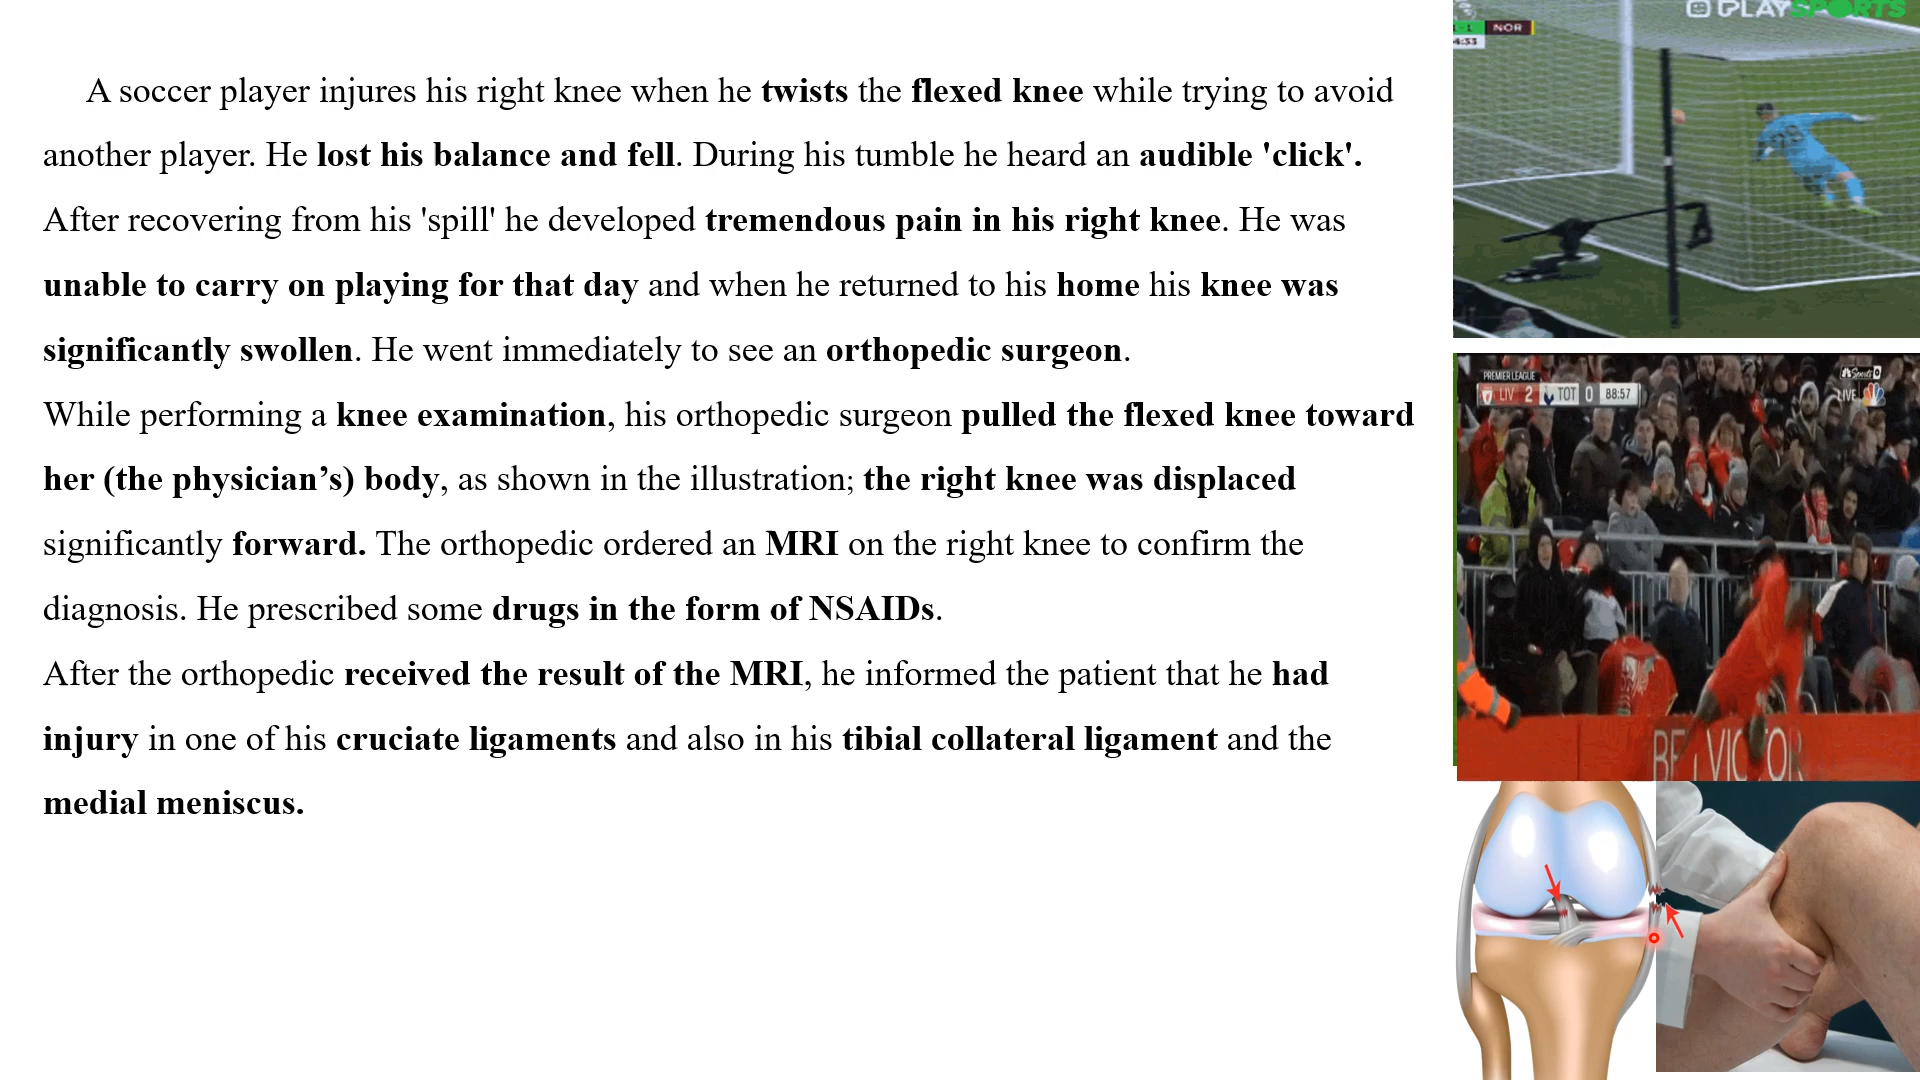 A soccer player injures his right knee when he twists the flexed knee while trying to avoid
another player. He lost his balance and fell. During his tumble he heard an audible 'click'.
After recovering from his 'spill' he developed tremendous pain in his right knee. He was
unable to carry on playing for that day and when he returned to his home his knee was
significantly swollen. He went immediately to see an orthopedic surgeon.
While performing a knee examination, his orthopedic surgeon pulled the flexed knee toward
her (the physician’s) body, as shown in the illustration; the right knee was displaced
significantly forward. The orthopedic ordered an MRI on the right knee to confirm the
diagnosis. He prescribed some drugs in the form of NSAIDs.
After the orthopedic received the result of the MRI, he informed the patient that he had
injury in one of his cruciate ligaments and also in his tibial collateral ligament and the
medial meniscus.
PLAYSPORTS
NOR
PREMIER LEAGUE
LIV 2 TOT 0 88:57
Sports
LIVE